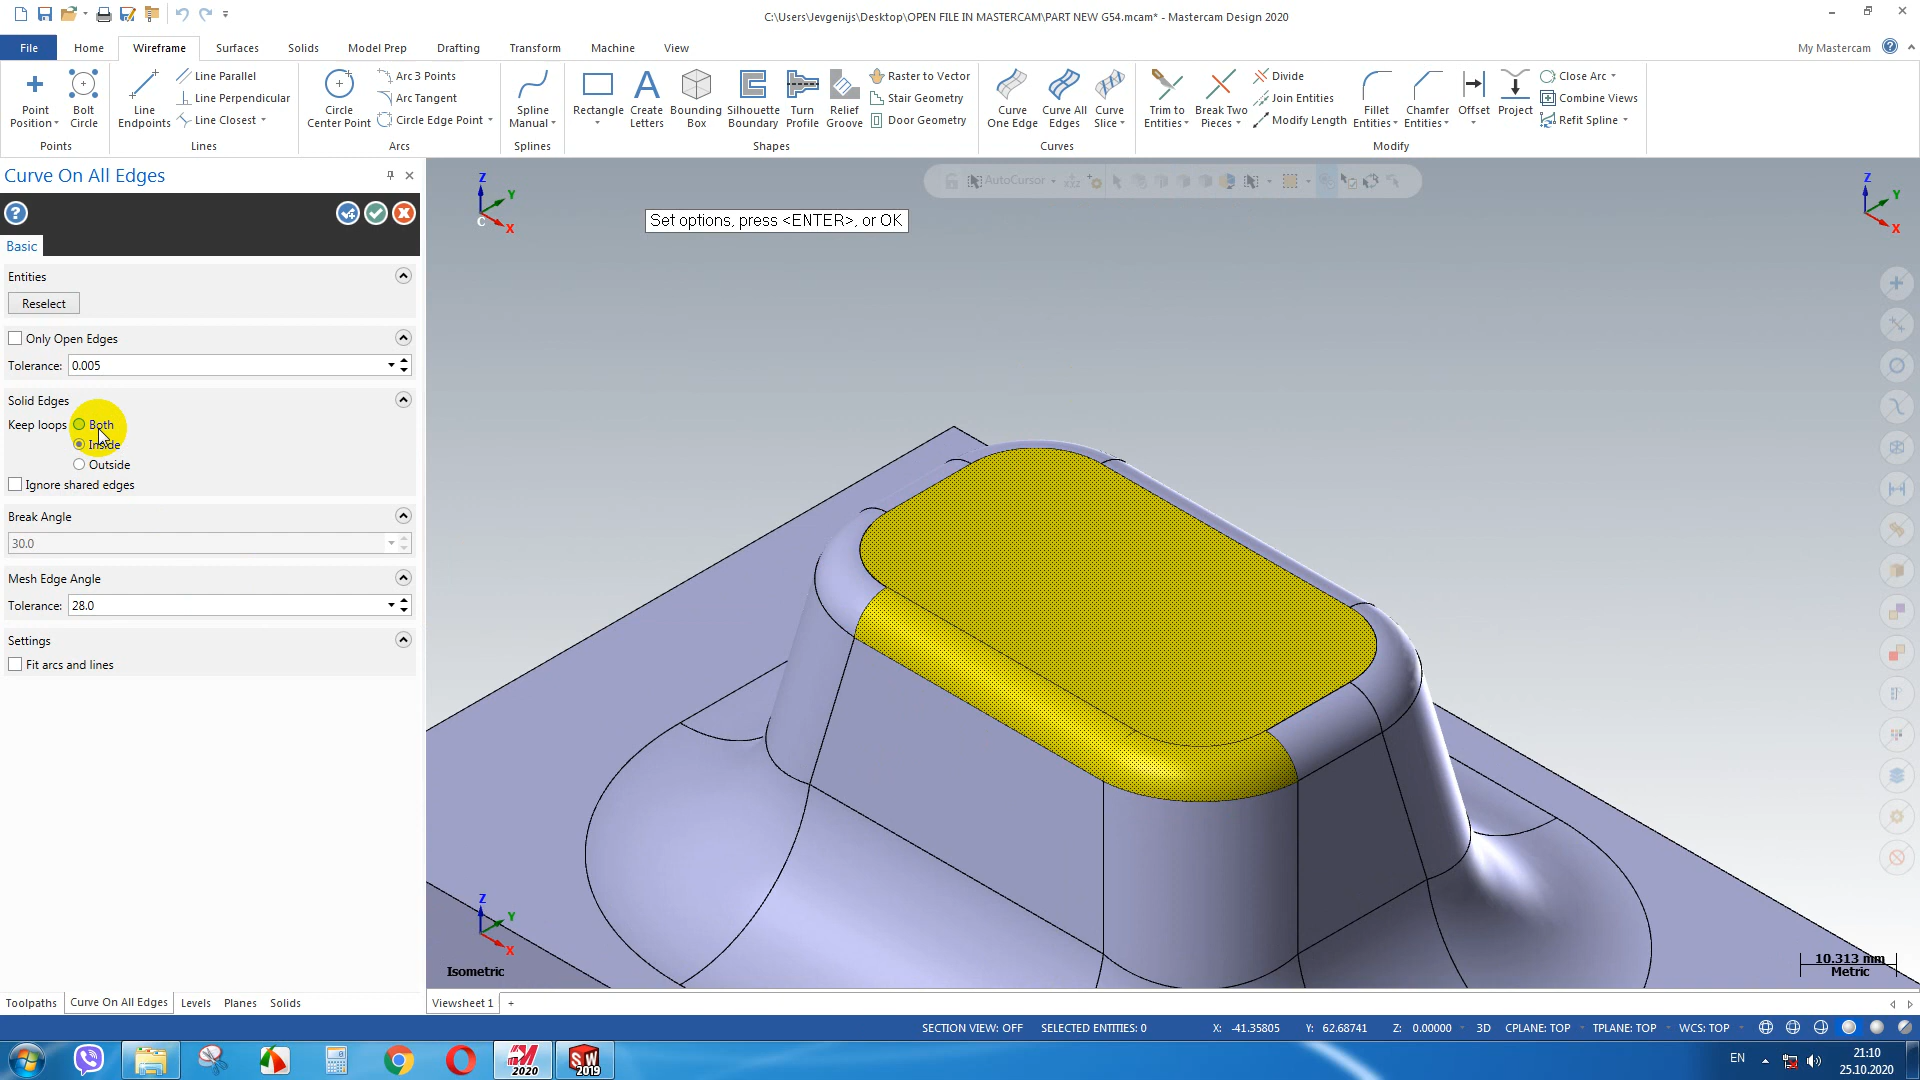 C:\Users\Jevgenijs\Desktop\OPEN FILE IN MASTERCAM\PART NEW G54.mcam* - Mastercam Design 2020
File Home Wireframe Surfaces Solids Model Prep Drafting Transform Machine View My Mastercam
Point Position
Bolt Circle
Points
Line Endpoints
Line Parallel
Line Perpendicular
Line Closest
Lines
Circle Center Point
Arc 3 Points
Arc Tangent
Circle Edge Point
Arcs
Spline Manual
Splines
Rectangle
Create Letters
Bounding Box
Silhouette Boundary
Turn Profile
Relief Groove
Raster to Vector
Stair Geometry
Door Geometry
Shapes
Curve One Edge
Curve All Edges
Curve Slice
Curves
Trim to Entities
Break Two Pieces
Divide
Join Entities
Modify Length
Fillet Entities
Chamfer Entities
Offset
Project
Close Arc
Combine Views
Refit Spline
Modify
Curve On All Edges
Basic
Entities
Reselect
Only Open Edges
Tolerance: 0.005
Solid Edges
Keep loops Both
Inside
Outside
Ignore shared edges
Break Angle
30.0
Mesh Edge Angle
Tolerance: 28.0
Settings
Fit arcs and lines
AutoCursor
Set options, press <ENTER>, or OK
Z
Y
X
C
Z
Y
X
Z
Y
X
Isometric
10.313 mm
Metric
Toolpaths Curve On All Edges Levels Planes Solids
Viewsheet 1 +
SECTION VIEW: OFF SELECTED ENTITIES: 0 X: -41.35805 Y: 62.68741 Z: 0.00000 3D CPLANE: TOP TPLANE: TOP WCS: TOP
2020
SW
2019
EN
21:10
25.10.2020